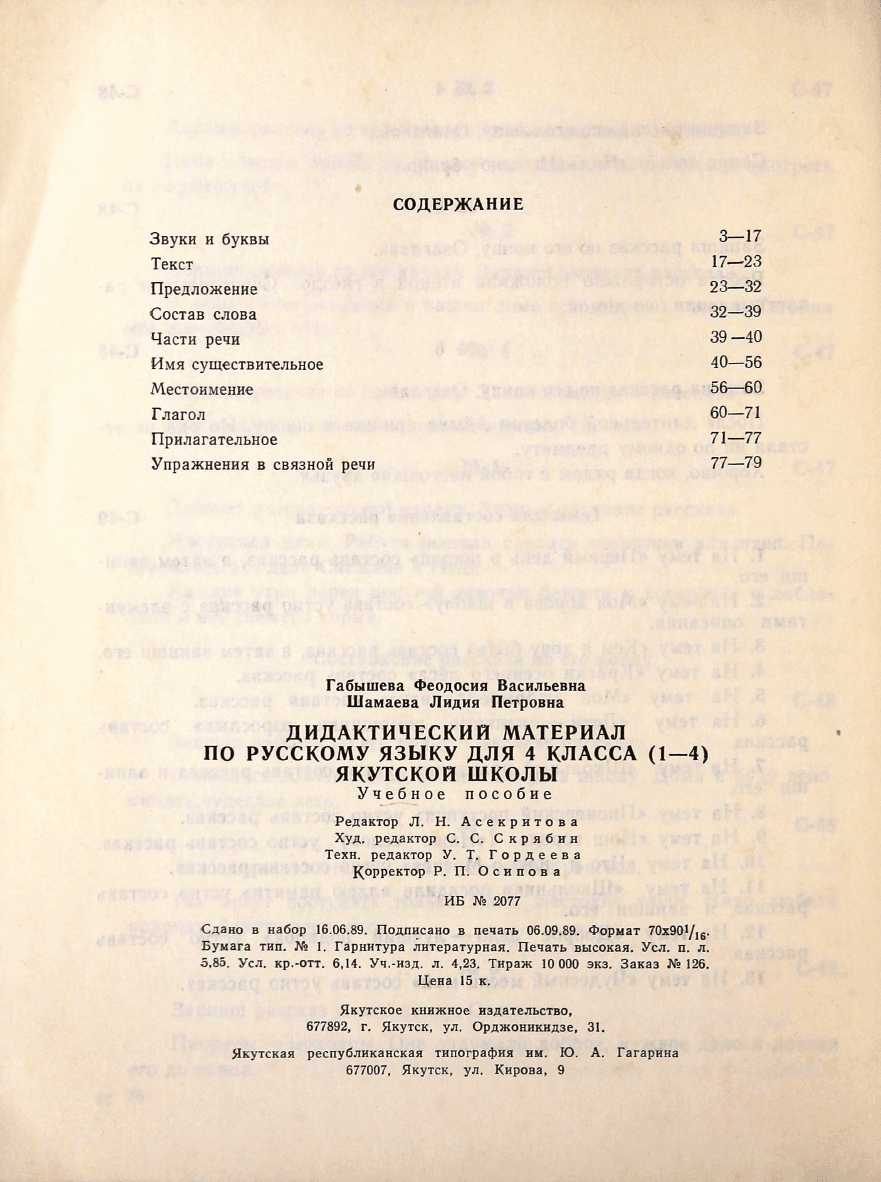 СОДЕРЖАНИЕ
Звуки и буквы 3—17
Текст 17—23
Предложение 23—32
Состав слова 32—39
Части речи 39—40
Имя существительное 40—56
Местоимение 56—60
Глагол 60—71
Прилагательное 71—77
Упражнения в связной речи 77—79
Габышева Феодосия Васильевна
Шамаева Лидия Петровна
ДИДАКТИЧЕСКИЙ МАТЕРИАЛ
ПО РУССКОМУ ЯЗЫКУ ДЛЯ 4 КЛАССА (1—4)
ЯКУТСКОЙ ШКОЛЫ
Учебное пособие
Редактор Л. Н. Асекритова
Худ. редактор С. С. Скрябин
Техн. редактор У. Т. Гордеева
Корректор Р. П. Осипова
ИБ № 2077
Сдано в набор 16.06.89. Подписано в печать 06.09.89. Формат 70х90¹/₁₆.
Бумага тип. № 1. Гарнитура литературная. Печать высокая. Усл. п. л.
5,85. Усл. кр.-отт. 6,14. Уч.-изд. л. 4,23. Тираж 10 000 экз. Заказ № 126.
Цена 15 к.
Якутское книжное издательство,
677892, г. Якутск, ул. Орджоникидзе, 31.
Якутская республиканская типография им. Ю. А. Гагарина
677007, Якутск, ул. Кирова, 9